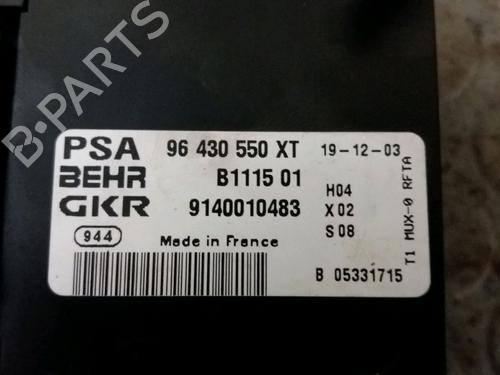 B-PARTS
PSA 96 430 550 XT 19-12-03
BEHR B1115 01 H04
GKR 9140010483 X02
944 Made in France S08
B 05331715
T1 MUX-0 RFTA